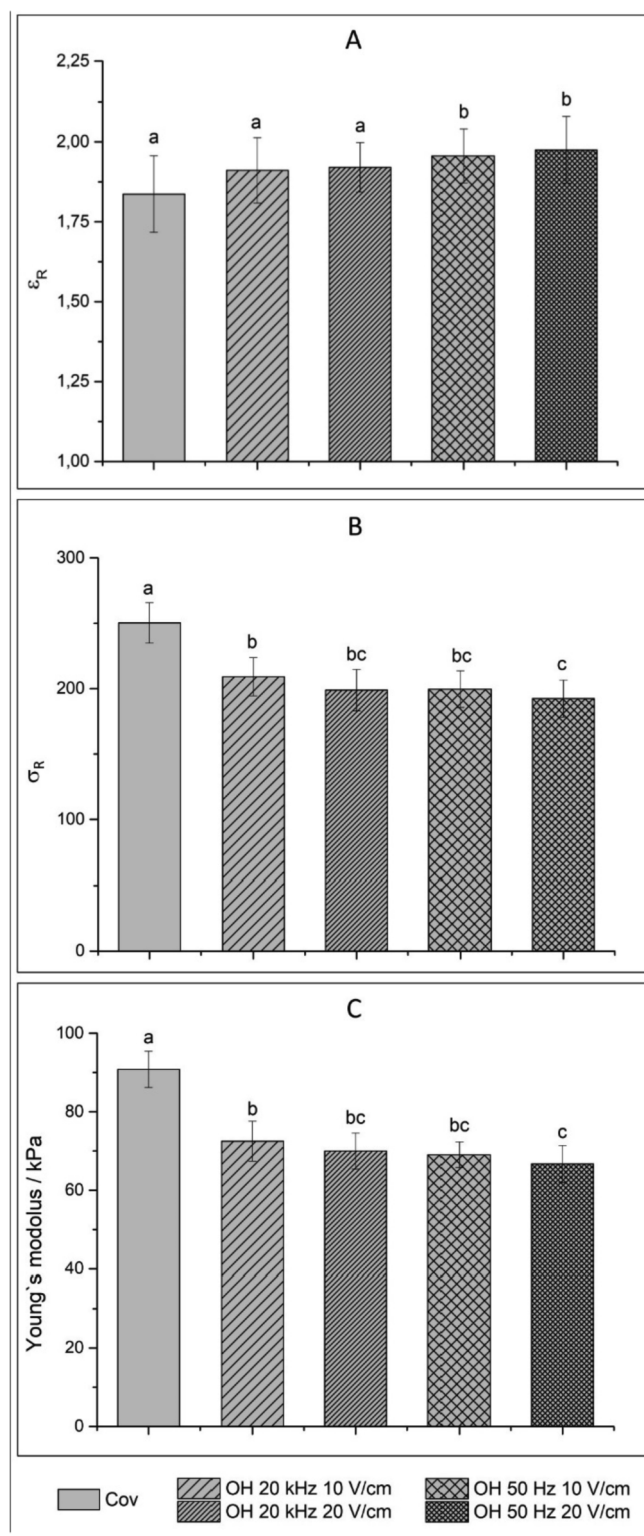 A
2,25
a a a b b
2,00
1,75
εR
1,50
1,25
1,00
B
300
a
b bc bc c
200
σR
100
0
C
100
a
80
b bc bc c
60
Young`s modolus / kPa
40
20
0
Cov
OH 20 kHz 10 V/cm
OH 50 Hz 10 V/cm
OH 20 kHz 20 V/cm
OH 50 Hz 20 V/cm